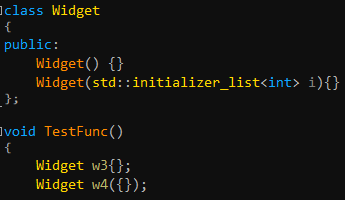 class Widget
{
public:
    Widget() {}
    Widget(std::initializer_list<int> i){}
};

void TestFunc()
{
    Widget w3{};
    Widget w4({});